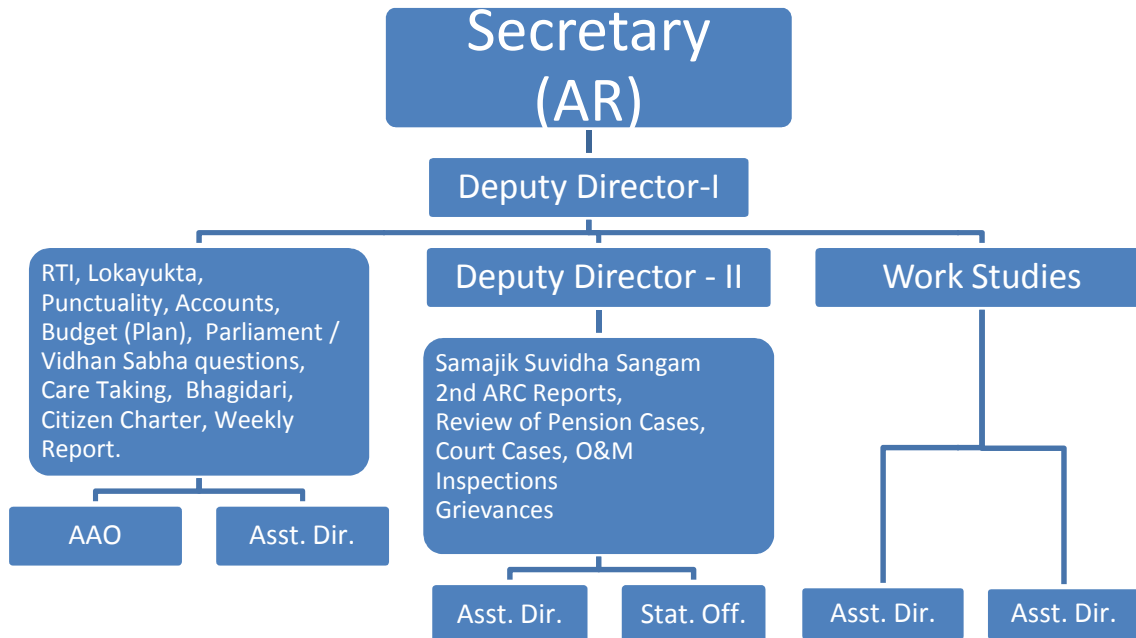 Secretary
(AR)
Deputy Director-I
RTI, Lokayukta,
Punctuality, Accounts,
Budget (Plan),  Parliament /
Vidhan Sabha questions,
Care Taking,  Bhagidari,
Citizen Charter, Weekly
Report.
AAO
Asst. Dir.
Deputy Director - II
Samajik Suvidha Sangam
2nd ARC Reports,
Review of Pension Cases,
Court Cases, O&M
Inspections
Grievances
Asst. Dir.
Stat. Off.
Work Studies
Asst. Dir.
Asst. Dir.